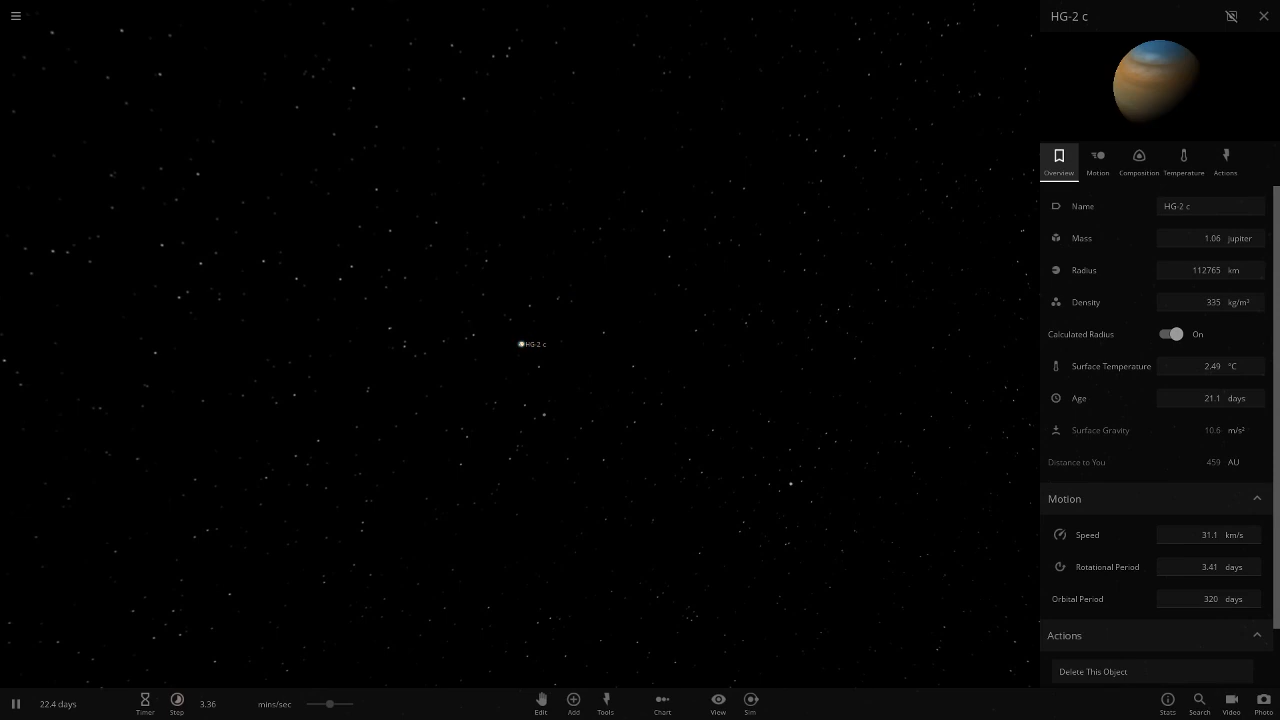 HG-2 c
Overview Motion Composition Temperature Actions
Name HG-2 c
Mass 1.06 jupiter
Radius 112765 km
Density 335 kg/m³
Calculated Radius On
Surface Temperature 2.49 °C
HG-2 c
Age 21.1 days
Surface Gravity 10.6 m/s²
Distance to You 459 AU
Motion
Speed 31.1 km/s
Rotational Period 3.41 days
Orbital Period 320 days
Actions
Delete This Object
22.4 days Timer Step 3.36 mins/sec Edit Add Tools Chart View Sim Stats Search Video Photo